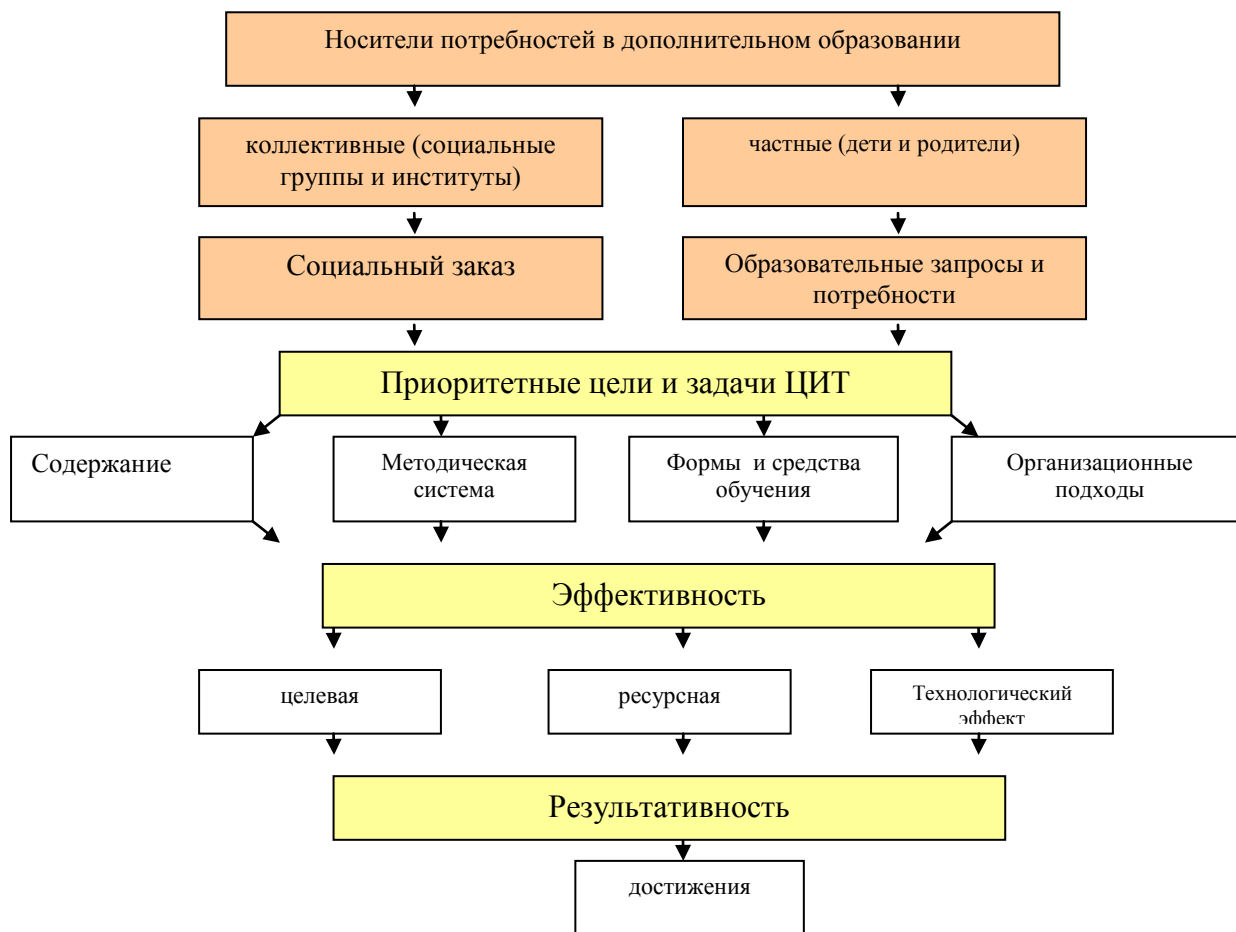 Носители потребностей в дополнительном образовании
коллективные (социальные
группы и институты)
частные (дети и родители)
Социальный заказ
Образовательные запросы и
потребности
Приоритетные цели и задачи ЦИТ
Содержание
Методическая
система
Формы и средства
обучения
Организационные
подходы
Эффективность
целевая
ресурсная
Технологический
эффект
Результативность
достижения